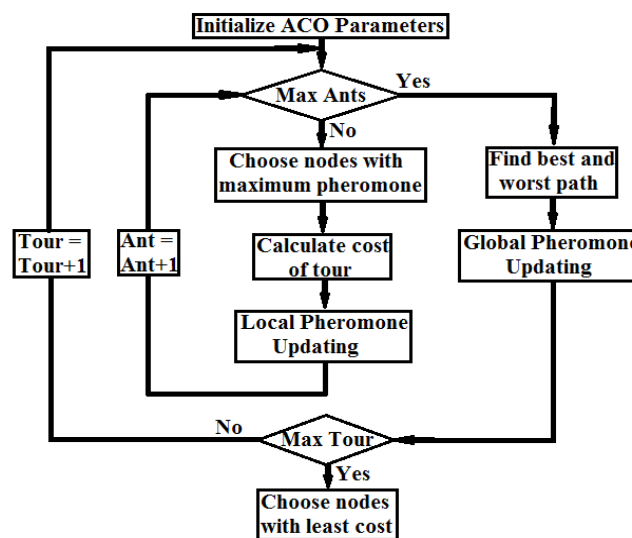 Initialize ACO Parameters
Max Ants
Yes
No
Choose nodes with
maximum pheromone
Find best and
worst path
Tour =
Tour+1
Ant =
Ant+1
Calculate cost
of tour
Global Pheromone
Updating
Local Pheromone
Updating
No
Max Tour
Yes
Choose nodes
with least cost